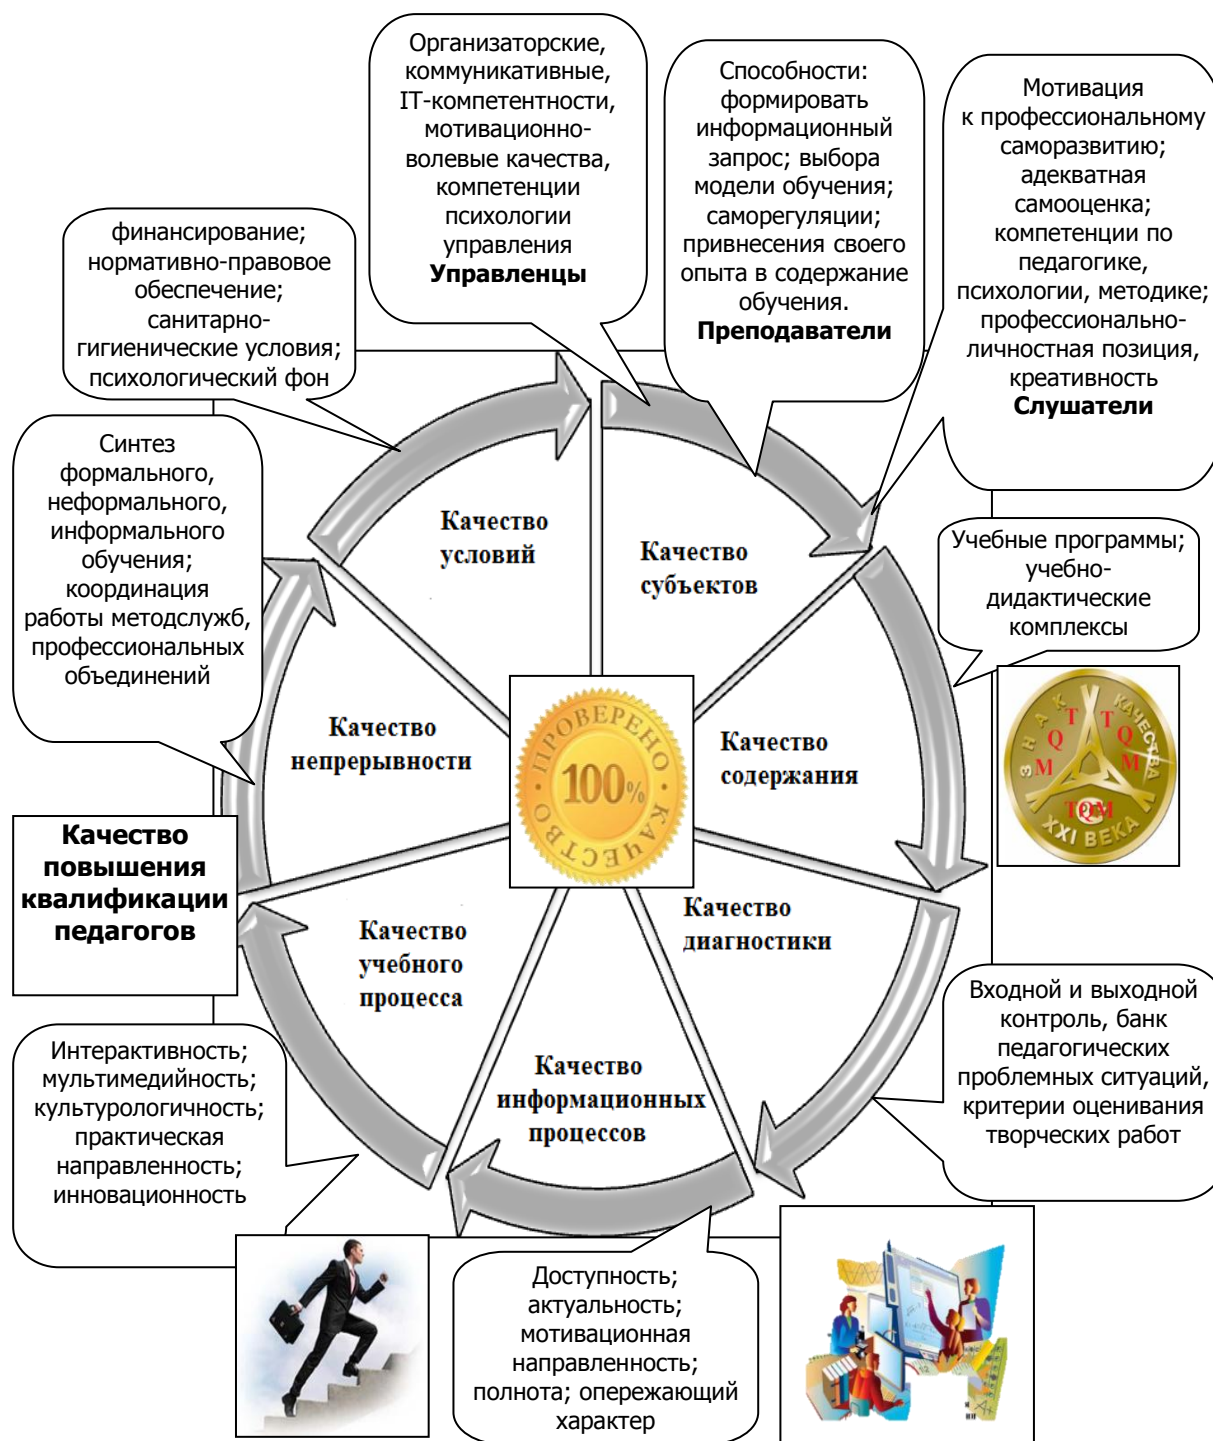 Организаторские,
коммуникативные,
IT-компетентности,
мотивационно-
волевые качества,
компетенции
психологии
управления
Управленцы
Способности:
формировать
информационный
запрос; выбора
модели обучения;
саморегуляции;
привнесения своего
опыта в содержание
обучения.
Преподаватели
Мотивация
к профессиональному
саморазвитию;
адекватная
самооценка;
компетенции по
педагогике,
психологии, методике;
профессионально-
личностная позиция,
креативность
Слушатели
финансирование;
нормативно-правовое
обеспечение;
санитарно-
гигиенические условия;
психологический фон
Синтез
формального,
неформального,
информального
обучения;
координация
работы методслужб,
профессиональных
объединений
Качество
условий
Качество
субъектов
Учебные программы;
учебно-
дидактические
комплексы
Качество
непрерывности
ПРОВЕРЕНО
100%
КАЧЕСТВО
Качество
содержания
ЗНАК КАЧЕСТВА
TQM
TQM
TQM
XXI ВЕКА
Качество
повышения
квалификации
педагогов
Качество
учебного
процесса
Качество
диагностики
Качество
информационных
процессов
Входной и выходной
контроль, банк
педагогических
проблемных ситуаций,
критерии оценивания
творческих работ
Интерактивность;
мультимедийность;
культурологичность;
практическая
направленность;
инновационность
Доступность;
актуальность;
мотивационная
направленность;
полнота; опережающий
характер